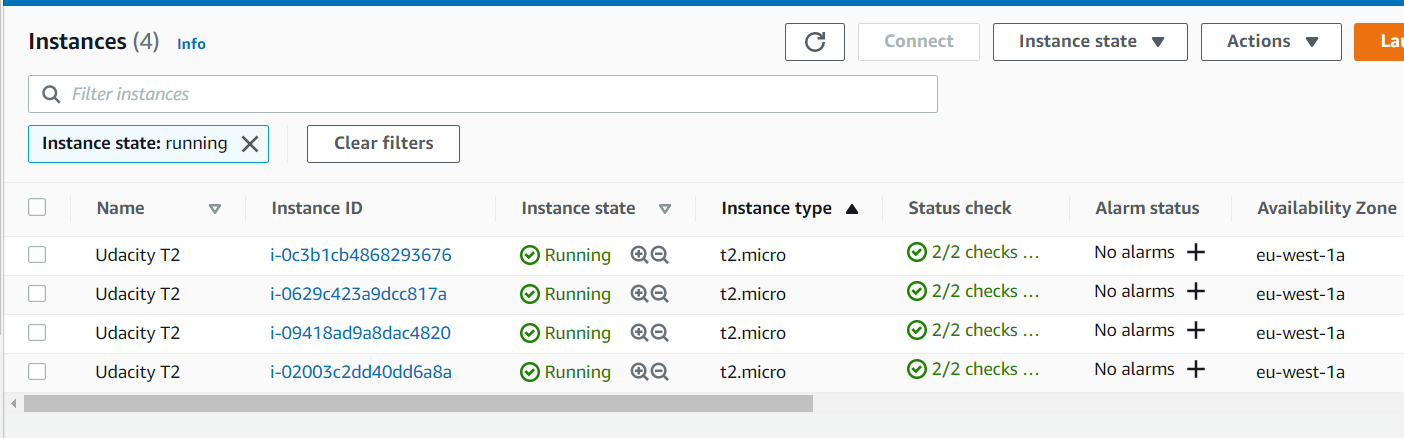 Instances (4) Info Connect Instance state Actions Lau
Filter instances
Instance state: running Clear filters
Name Instance ID Instance state Instance type Status check Alarm status Availability Zone
Udacity T2 i-0c3b1cb4868293676 Running t2.micro 2/2 checks … No alarms + eu-west-1a
Udacity T2 i-0629c423a9dcc817a Running t2.micro 2/2 checks … No alarms + eu-west-1a
Udacity T2 i-09418ad9a8dac4820 Running t2.micro 2/2 checks … No alarms + eu-west-1a
Udacity T2 i-02003c2dd40dd6a8a Running t2.micro 2/2 checks … No alarms + eu-west-1a